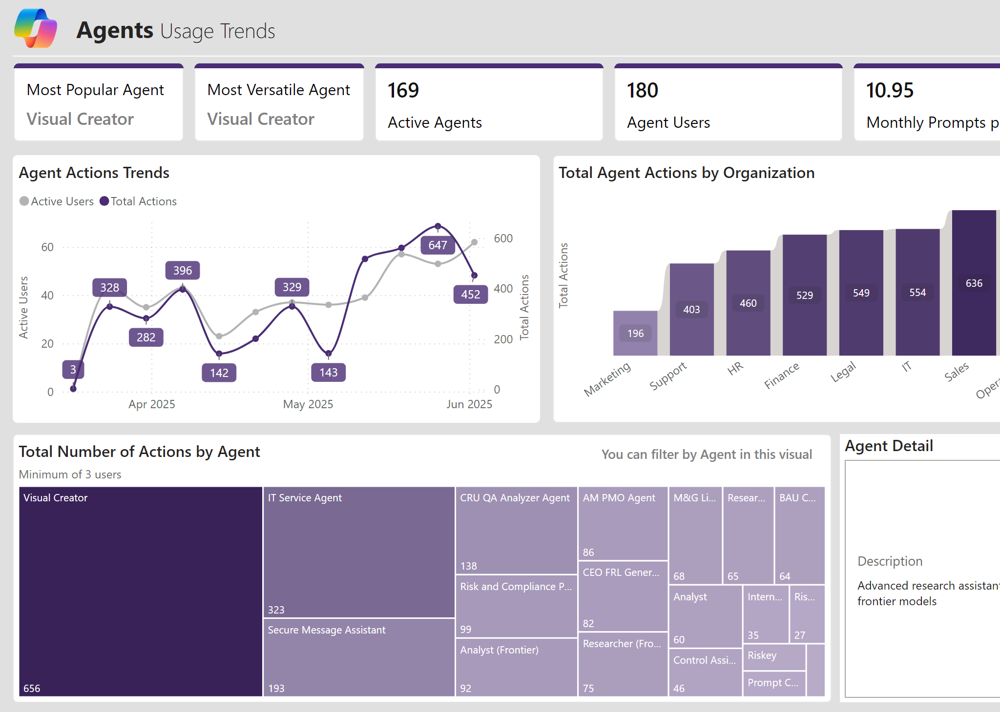 Agents Usage Trends
Most Popular Agent
Visual Creator
Most Versatile Agent
Visual Creator
169
Active Agents
180
Agent Users
10.95
Monthly Prompts p
Agent Actions Trends
Active Users Total Actions
Active Users
60
40
20
0
600
400
200
0
Total Actions
3
328
282
396
142
329
143
647
452
Apr 2025
May 2025
Jun 2025
Total Agent Actions by Organization
Total Actions
196
403
460
529
549
554
636
Marketing
Support
HR
Finance
Legal
IT
Sales
Opera
Total Number of Actions by Agent
You can filter by Agent in this visual
Minimum of 3 users
Visual Creator
656
IT Service Agent
323
Secure Message Assistant
193
CRU QA Analyzer Agent
138
Risk and Compliance P...
99
Analyst (Frontier)
92
AM PMO Agent
86
CEO FRL Gener...
82
Researcher (Fro...
75
M&G Li...
68
Resear...
65
BAU C...
64
Analyst
60
Control Assi...
46
Intern...
35
Ris...
27
Riskey
Prompt C...
Agent Detail
Description
Advanced research assistant
frontier models